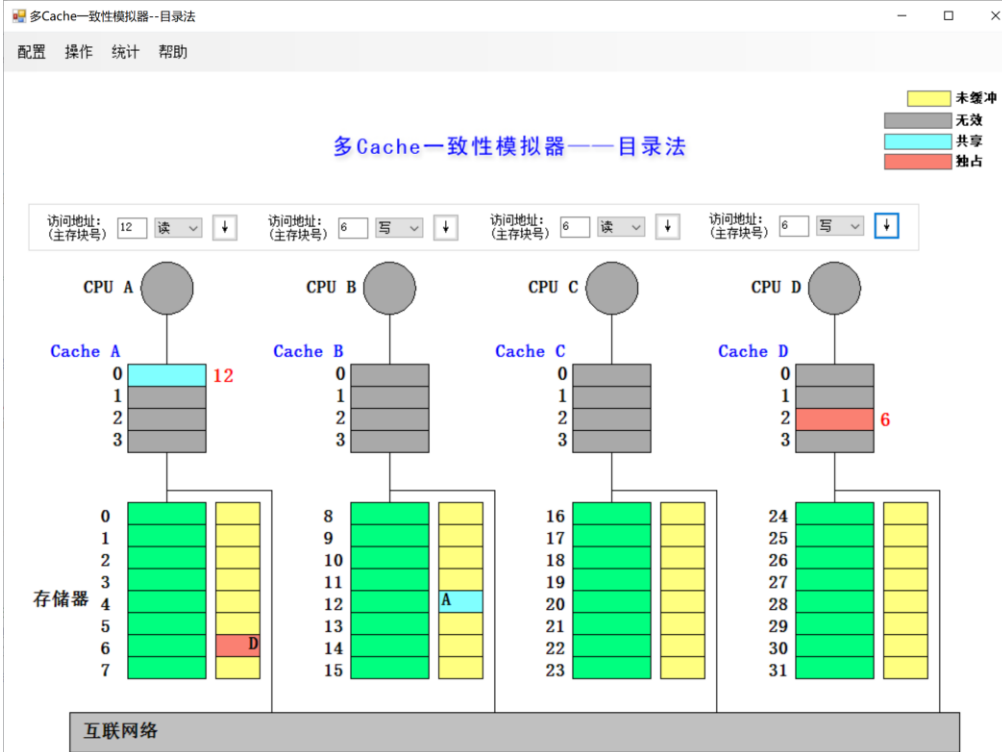 多Cache一致性模拟器--目录法
配置 操作 统计 帮助
未缓冲
无效
共享
独占
多Cache一致性模拟器——目录法
访问地址：
(主存块号) 12 读 ↓
访问地址：
(主存块号) 6 写 ↓
访问地址：
(主存块号) 6 读 ↓
访问地址：
(主存块号) 6 写 ↓
CPU A CPU B CPU C CPU D
Cache A Cache B Cache C Cache D
0 12 0 0 0
1 1 1 1
2 2 2 2 6
3 3 3 3
0 8 16 24
1 9 17 25
2 10 18 26
3 11 19 27
存储器 4 12 A 20 28
5 13 21 29
6 D 14 22 30
7 15 23 31
互联网络